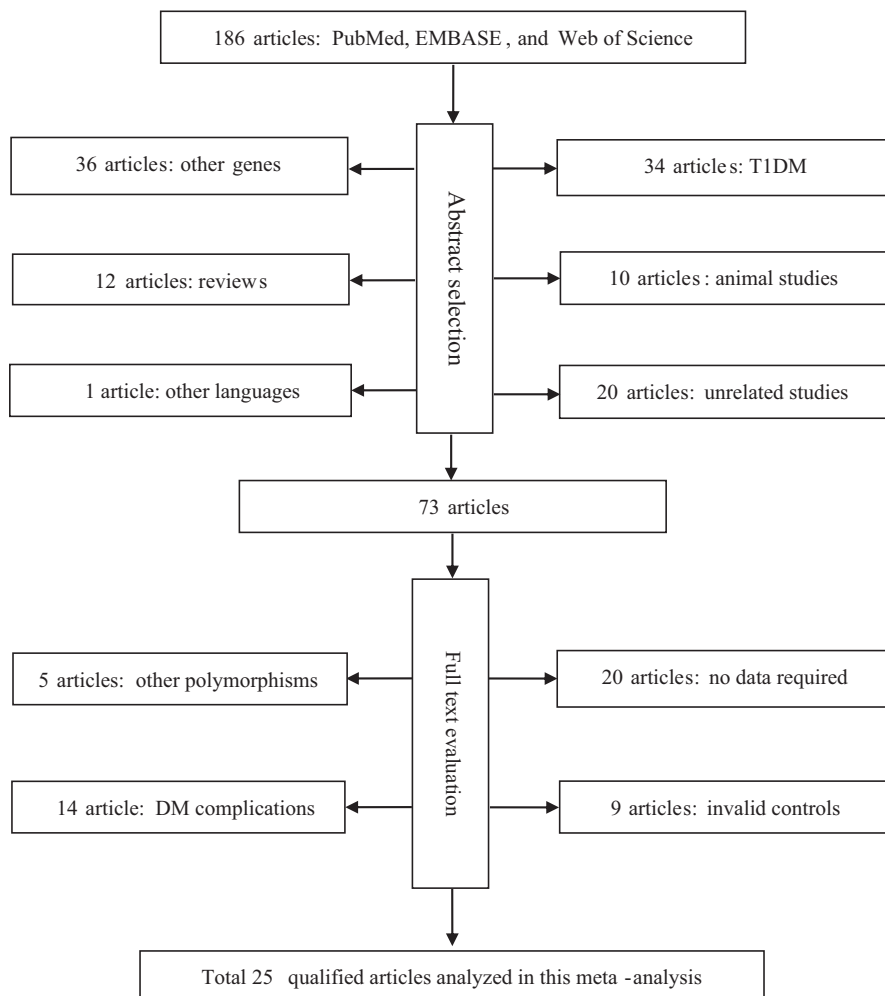 186 articles: PubMed, EMBASE, and Web of Science
36 articles: other genes
34 articles: T1DM
12 articles: reviews
10 articles: animal studies
1 article: other languages
20 articles: unrelated studies
Abstract selection
73 articles
5 articles: other polymorphisms
20 articles: no data required
14 article: DM complications
9 articles: invalid controls
Full text evaluation
Total 25 qualified articles analyzed in this meta-analysis